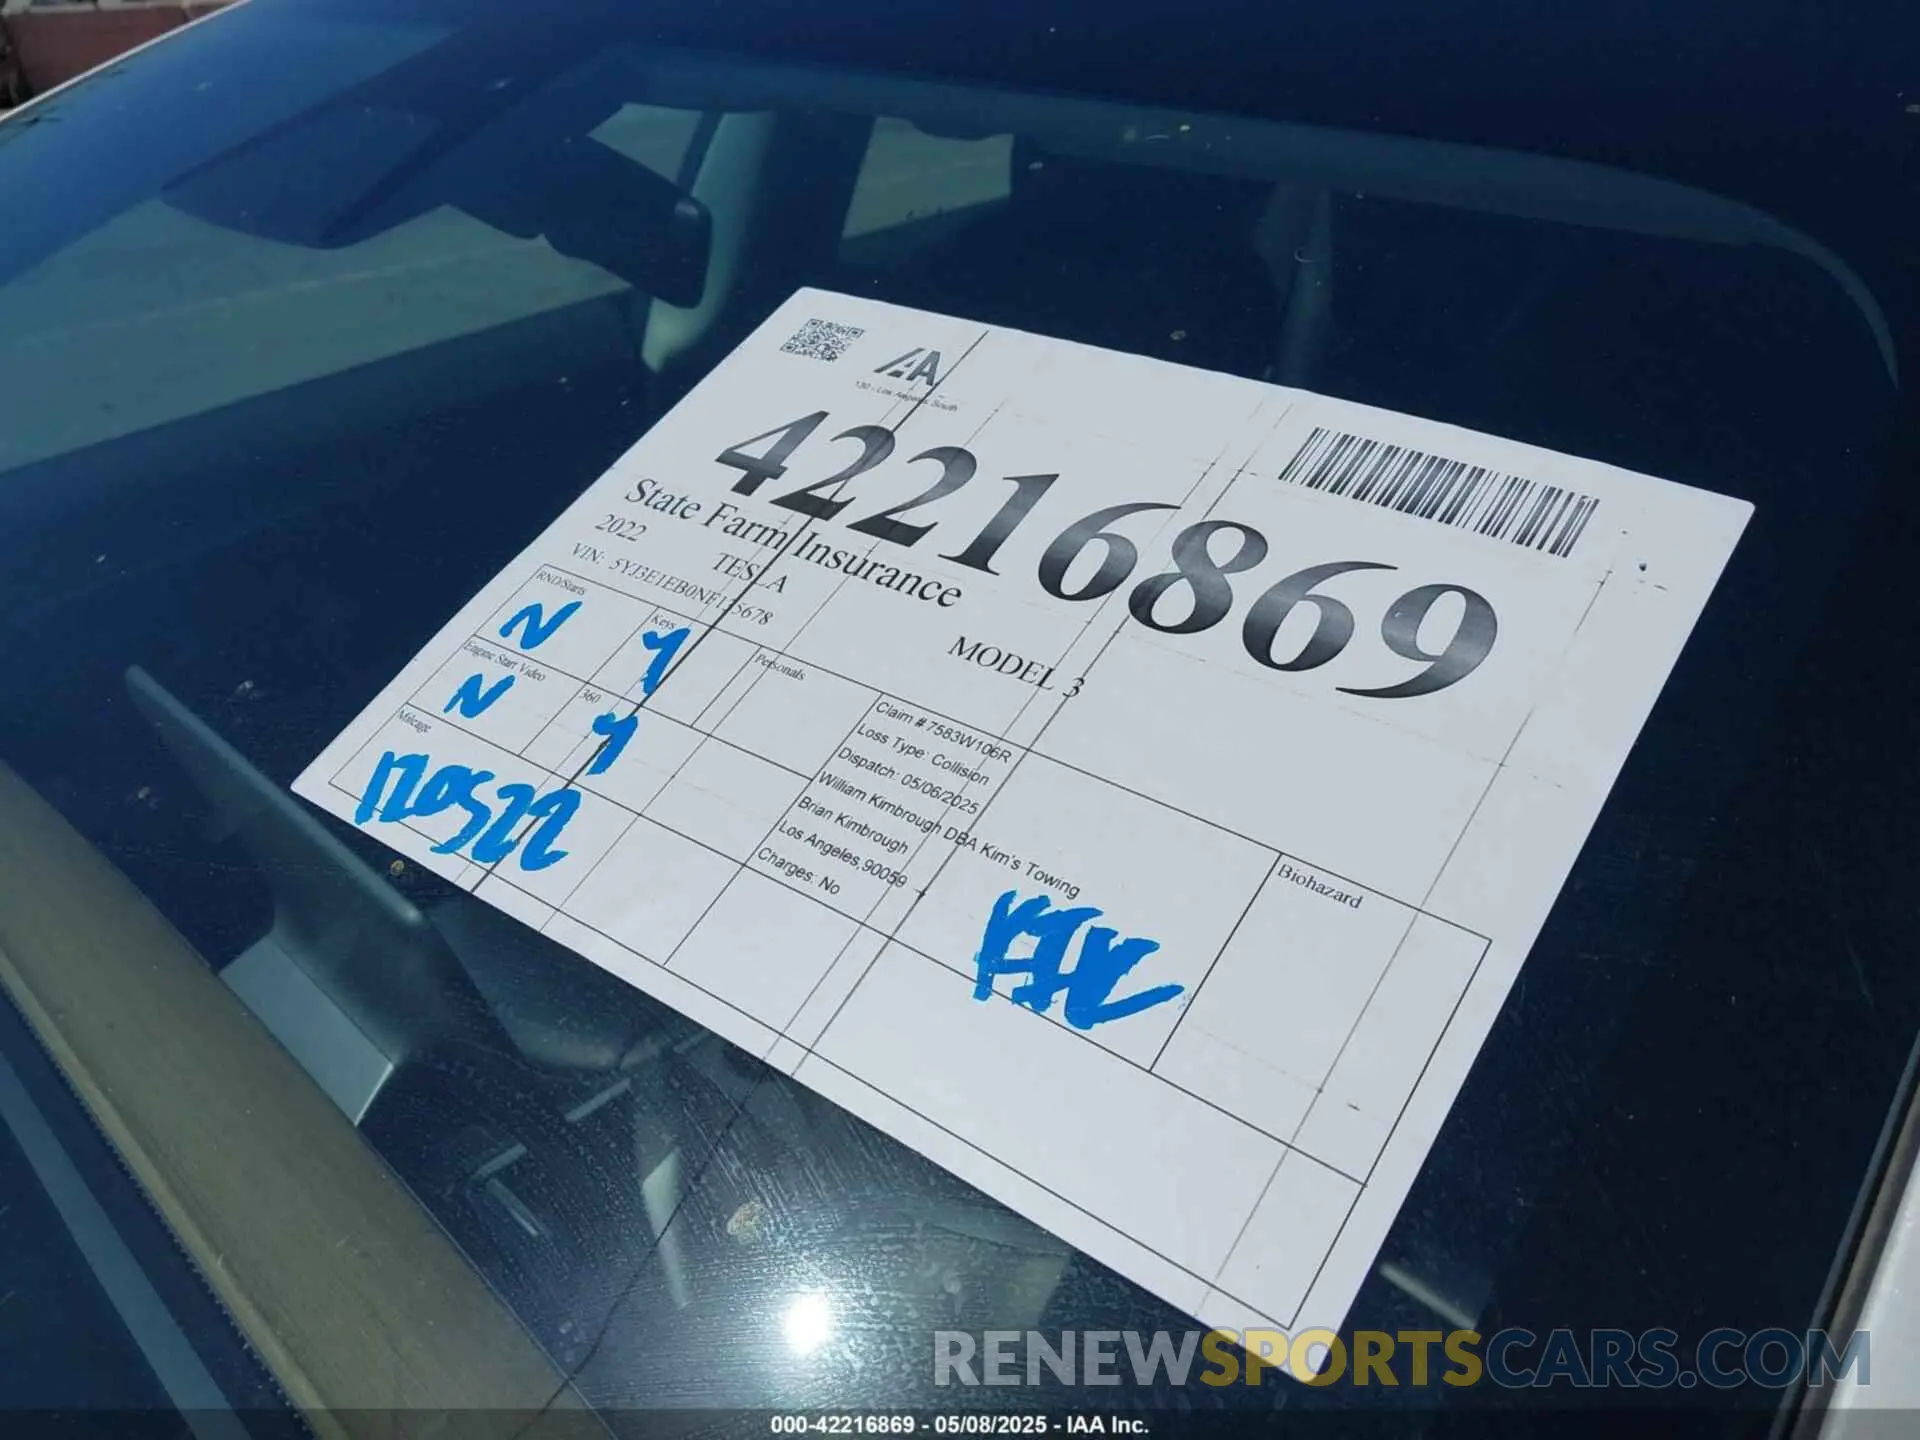 IAA
130 - Los Angeles South
42216869
State Farm Insurance
2022 TESLA MODEL 3
VIN: 5YJ3E1EB0NF135678
RND/Starts N
Keys Y
Personals
Engine Start Video N
360 Y
Mileage
120522
Claim # 7583W106R
Loss Type: Collision
Dispatch: 05/06/2025
William Kimbrough DBA Kim's Towing
Brian Kimbrough
Los Angeles,90059
Charges: No
Biohazard
RENEWSPORTSCARS.COM
000-42216869 - 05/08/2025 - IAA Inc.